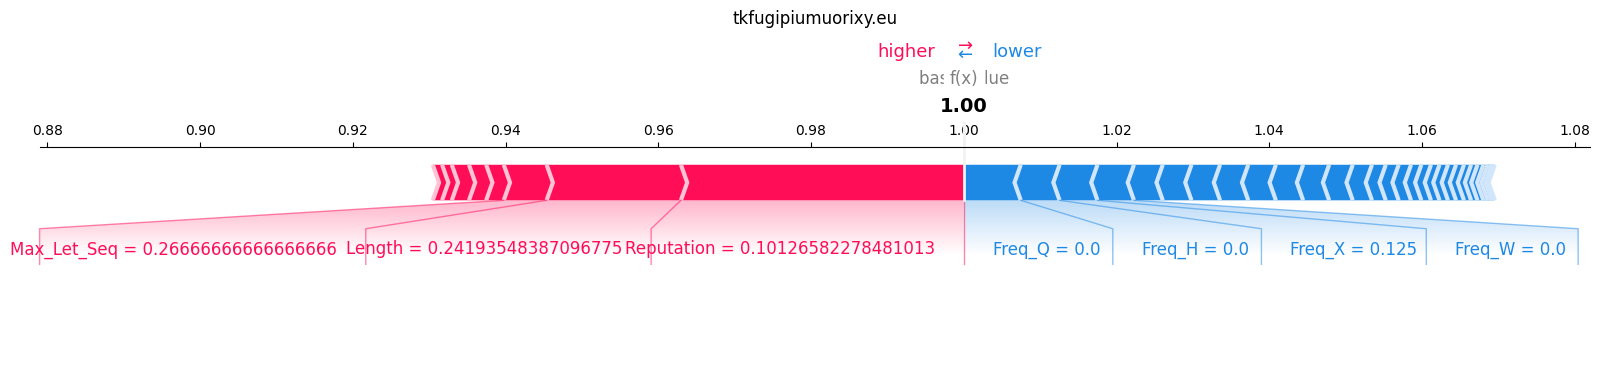 tkfugipiumuorixy.eu
higher → ← lower
bas f(x) lue
1.00
0.88 0.90 0.92 0.94 0.96 0.98 1.00 1.02 1.04 1.06 1.08
Max_Let_Seq = 0.26666666666666666 Length = 0.24193548387096775 Reputation = 0.10126582278481013 Freq_Q = 0.0 Freq_H = 0.0 Freq_X = 0.125 Freq_W = 0.0